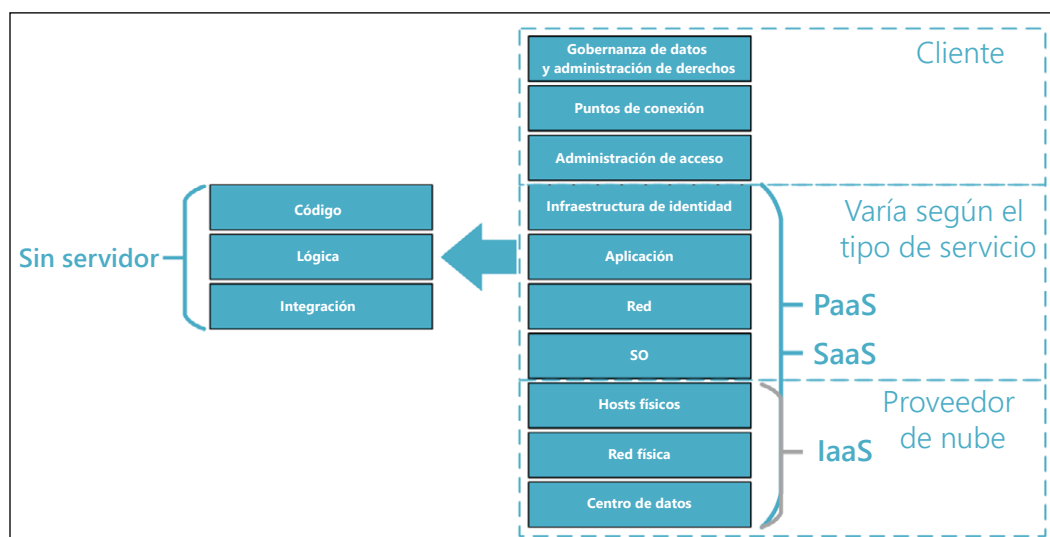 Sin servidor
Código
Lógica
Integración
Gobernanza de datos
y administración de derechos
Puntos de conexión
Administración de acceso
Infraestructura de identidad
Aplicación
Red
SO
Hosts físicos
Red física
Centro de datos
Cliente
Varía según el
tipo de servicio
PaaS
SaaS
Proveedor
de nube
IaaS